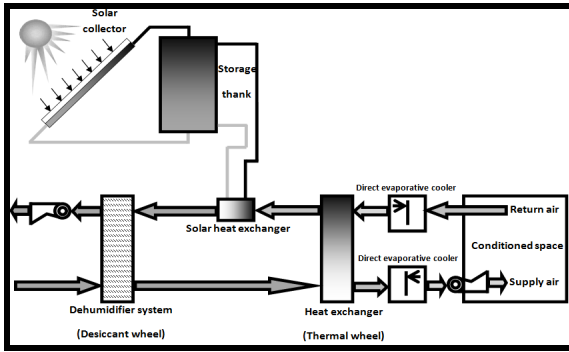 Solar
collector
Storage
thank
Direct evaporative cooler
Return air
Solar heat exchanger
Conditioned space
Direct evaporative cooler
Supply air
Dehumidifier system
(Desiccant wheel)
Heat exchanger
(Thermal wheel)